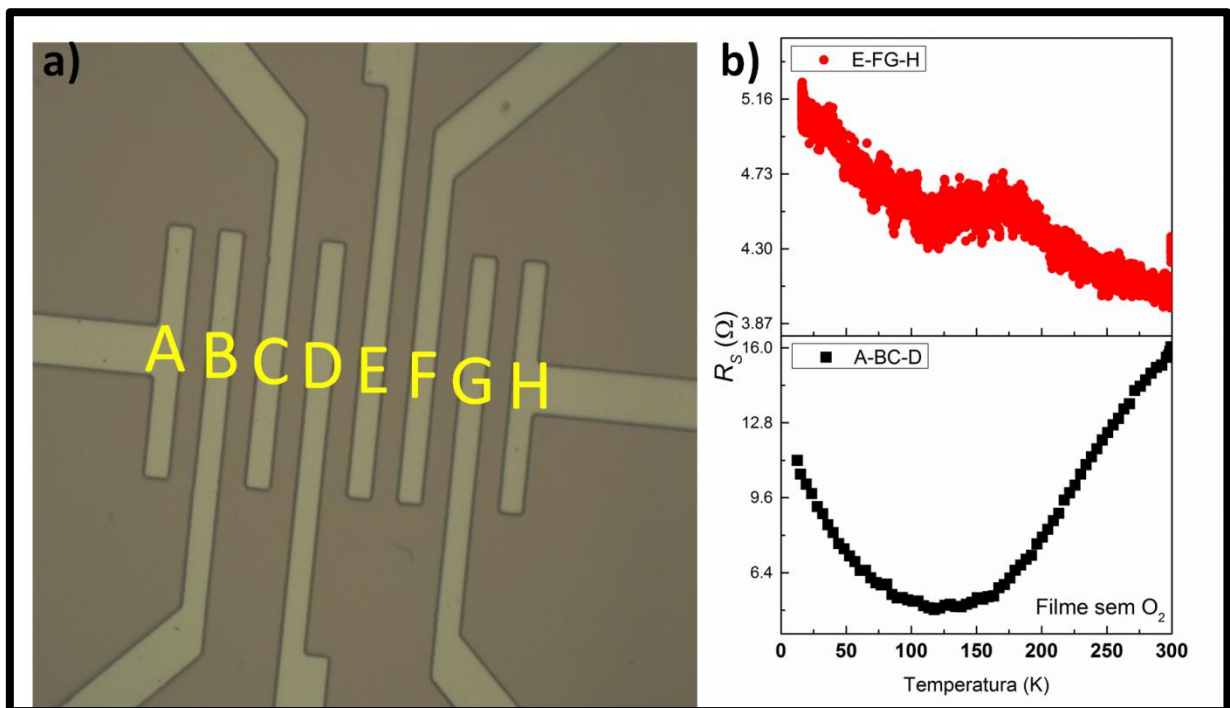 a)
A B C D E F G H
b)
E-FG-H
5.16
4.73
4.30
3.87
R_S (Ω)
A-BC-D
16.0
12.8
9.6
6.4
Filme sem O₂
0 50 100 150 200 250 300
Temperatura (K)